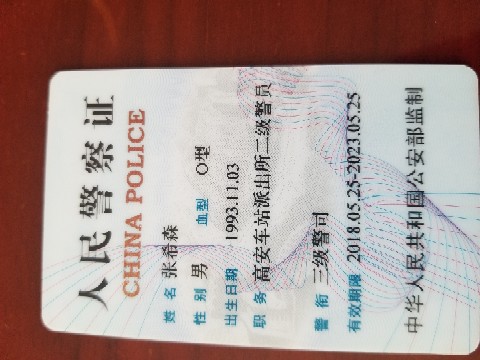 人民警察证
CHINA POLICE
姓 名 张希森
性 别 男 血型 O型
出生日期 1993.11.03
职 务 高安车站派出所二级警员
警 衔 三级警司
有效期限 2018.05.25-2023.05.25
中华人民共和国公安部监制